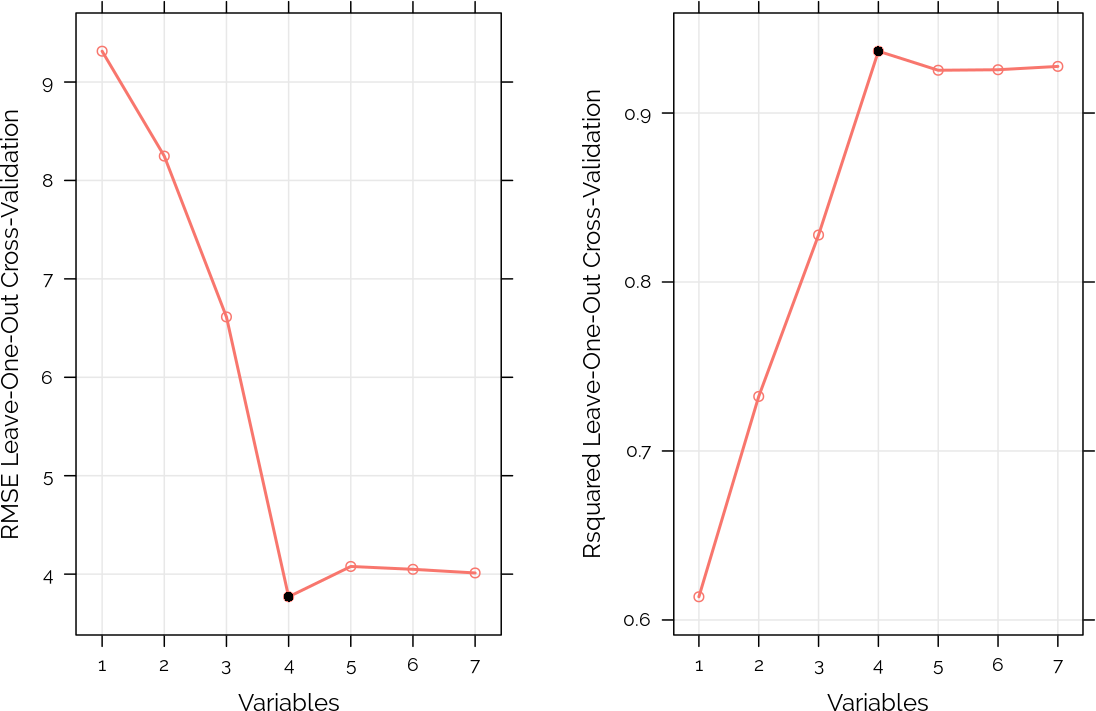 RMSE Leave-One-Out Cross-Validation
9
8
7
6
5
4
1 2 3 4 5 6 7
Variables
Rsquared Leave-One-Out Cross-Validation
0.9
0.8
0.7
0.6
1 2 3 4 5 6 7
Variables